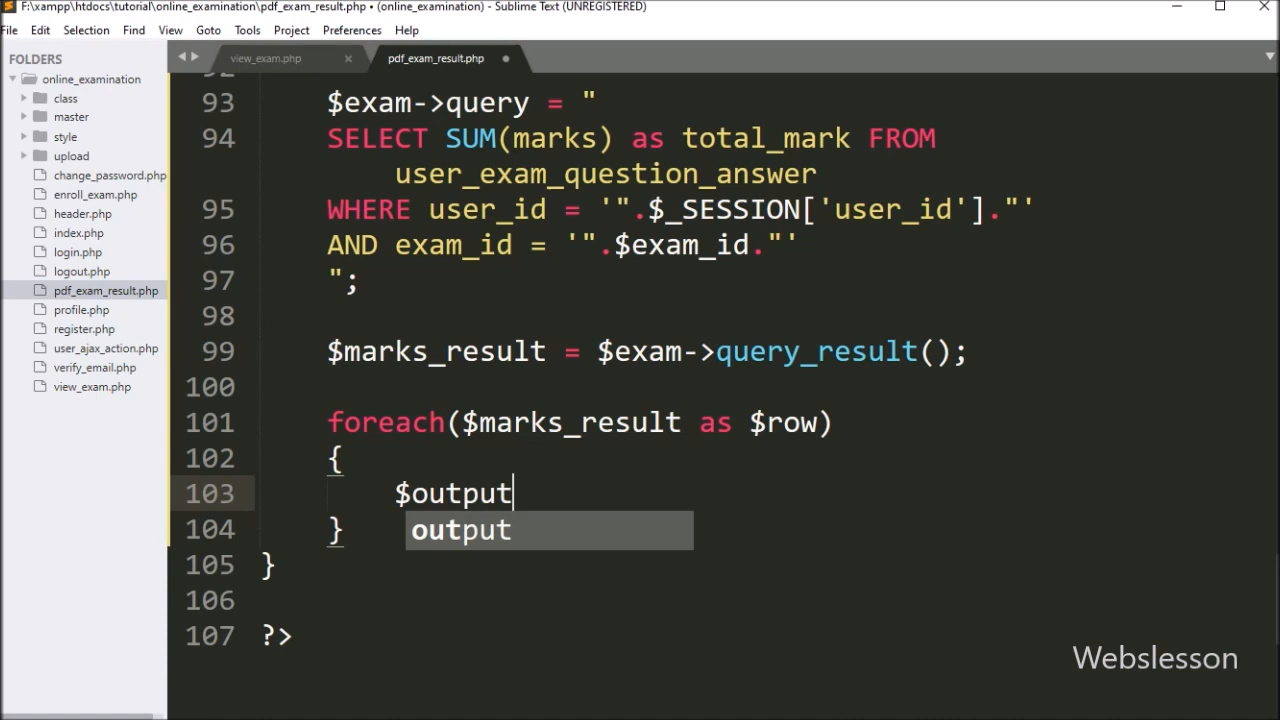 F:\xampp\htdocs\tutorial\online_examination\pdf_exam_result.php • (online_examination) - Sublime Text (UNREGISTERED)
File Edit Selection Find View Goto Tools Project Preferences Help
FOLDERS
online_examination
class
master
style
upload
change_password.php
enroll_exam.php
header.php
index.php
login.php
logout.php
pdf_exam_result.php
profile.php
register.php
user_ajax_action.php
verify_email.php
view_exam.php
view_exam.php × pdf_exam_result.php
93 $exam->query = "
94 SELECT SUM(marks) as total_mark FROM
user_exam_question_answer
95 WHERE user_id = '".$_SESSION['user_id']."'
96 AND exam_id = '".$exam_id."'
97 ";
98
99 $marks_result = $exam->query_result();
100
101 foreach($marks_result as $row)
102 {
103 $output
104 }
output
105 }
106
107 ?>
Webslesson